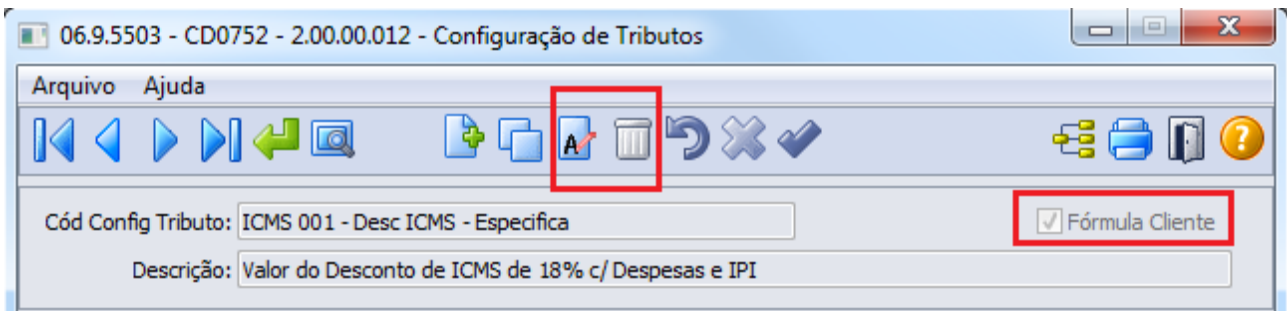 06.9.5503 - CD0752 - 2.00.00.012 - Configuração de Tributos
Arquivo Ajuda
A
?
Cód Config Tributo: ICMS 001 - Desc ICMS - Especifica Fórmula Cliente
Descrição: Valor do Desconto de ICMS de 18% c/ Despesas e IPI